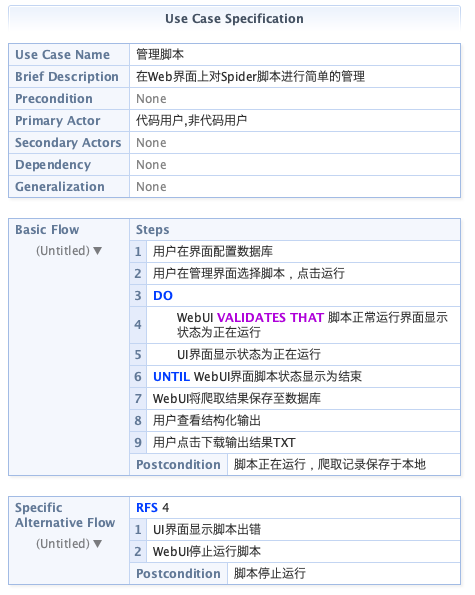 Use Case Specification
Use Case Name 管理脚本
Brief Description 在Web界面上对Spider脚本进行简单的管理
Precondition None
Primary Actor 代码用户,非代码用户
Secondary Actors None
Dependency None
Generalization None
Basic Flow Steps
(Untitled) ▼
1 用户在界面配置数据库
2 用户在管理界面选择脚本，点击运行
3 DO
4 WebUI VALIDATES THAT 脚本正常运行界面显示
状态为正在运行
5 UI界面显示状态为正在运行
6 UNTIL WebUI界面脚本状态显示为结束
7 WebUI将爬取结果保存至数据库
8 用户查看结构化输出
9 用户点击下载输出结果TXT
Postcondition 脚本正在运行，爬取记录保存于本地
Specific
Alternative Flow
(Untitled) ▼
RFS 4
1 UI界面显示脚本出错
2 WebUI停止运行脚本
Postcondition 脚本停止运行